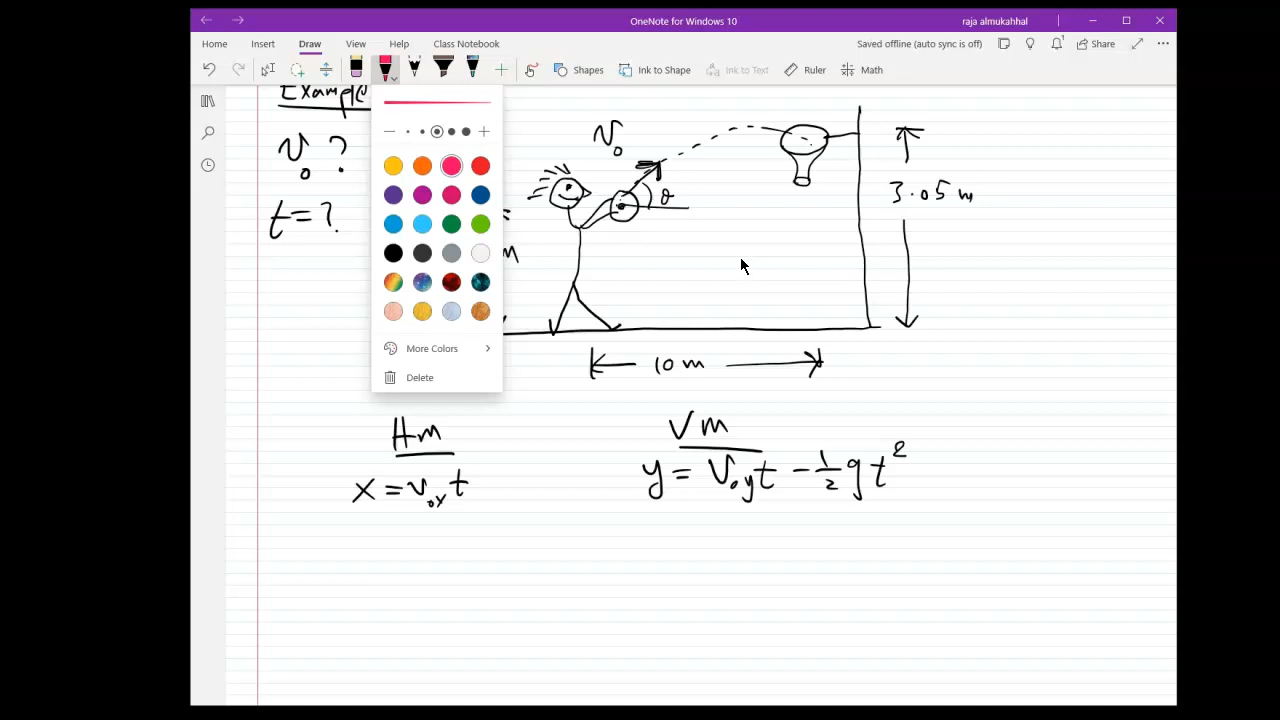 OneNote for Windows 10
raja almukahhal
Home Insert Draw View Help Class Notebook
Saved offline (auto sync is off)
Share
Shapes
Ink to Shape
Ink to Text
Ruler
Math
Example
V₀ ?
V₀
θ
3.05 m
t = ?
=
m
10 m
More Colors
Delete
Hm
Vm
x = v₀ₓ t
y = V₀y t - 1/2 g t²